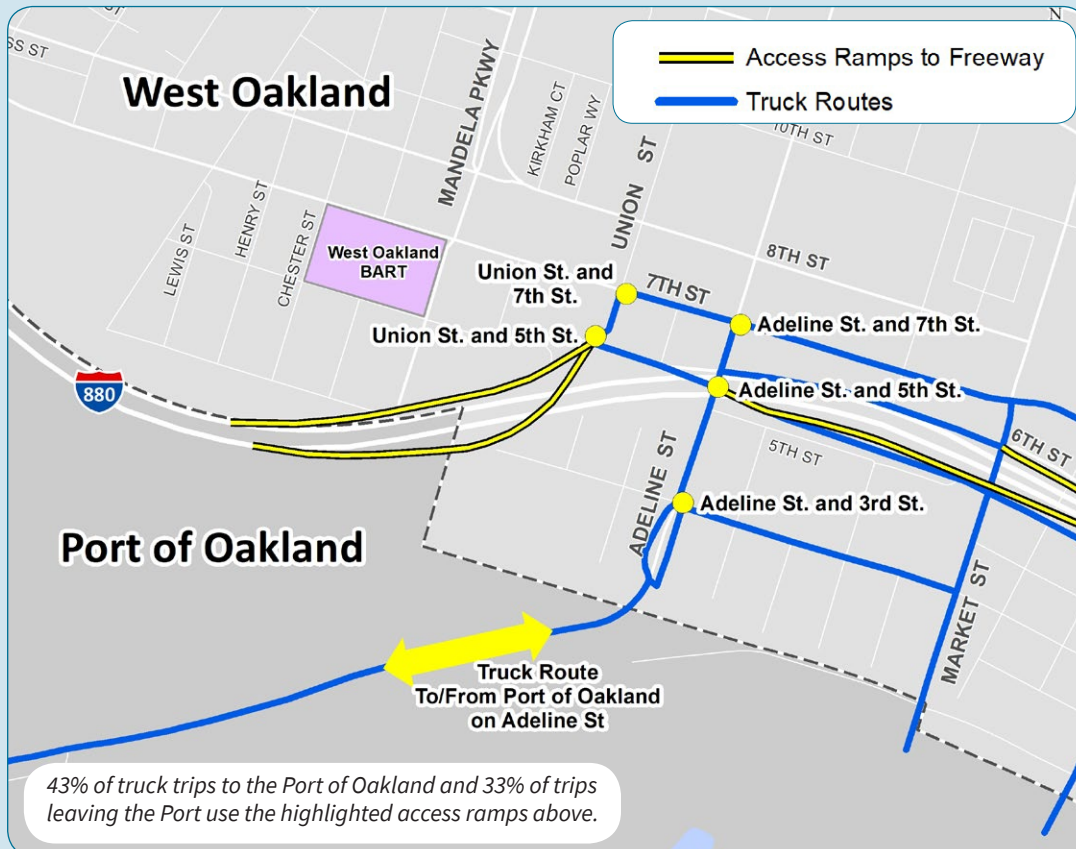 ST
N
SS ST
West Oakland
MANDELA PKWY
KIRKHAM CT
POPLAR WY
UNION ST
Access Ramps to Freeway
Truck Routes
10TH ST
LEWIS ST
HENRY ST
CHESTER ST
West Oakland
BART
8TH ST
Union St. and
7th St.
7TH ST
Union St. and 5th St.
Adeline St. and 7th St.
880
Adeline St. and 5th St.
6TH ST
5TH ST
ADELINE ST
Adeline St. and 3rd St.
Port of Oakland
MARKET ST
Truck Route
To/From Port of Oakland
on Adeline St
43% of truck trips to the Port of Oakland and 33% of trips
leaving the Port use the highlighted access ramps above.